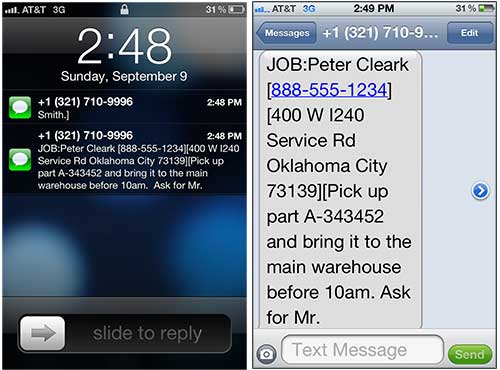 AT&T 3G 31%
2:48
Sunday, September 9
+1 (321) 710-9996 2:48 PM
Smith.]
+1 (321) 710-9996 2:48 PM
JOB:Peter Cleark [888-555-1234][400 W I240
Service Rd Oklahoma City 73139][Pick up
part A-343452 and bring it to the main
warehouse before 10am. Ask for Mr.
slide to reply
AT&T 3G 2:49 PM 31%
Messages +1 (321) 710-9... Edit
JOB:Peter Cleark
[888-555-1234]
[400 W I240
Service Rd
Oklahoma City
73139][Pick up
part A-343452
and bring it to the
main warehouse
before 10am. Ask
for Mr.
Text Message Send